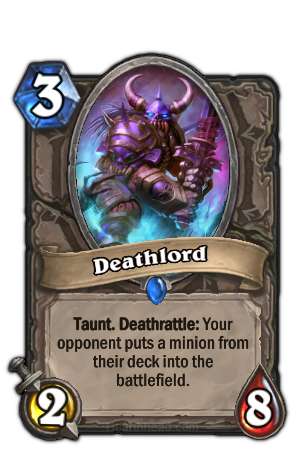 3
Deathlord
Taunt. Deathrattle: Your
opponent puts a minion from
their deck into the
battlefield.
2
8